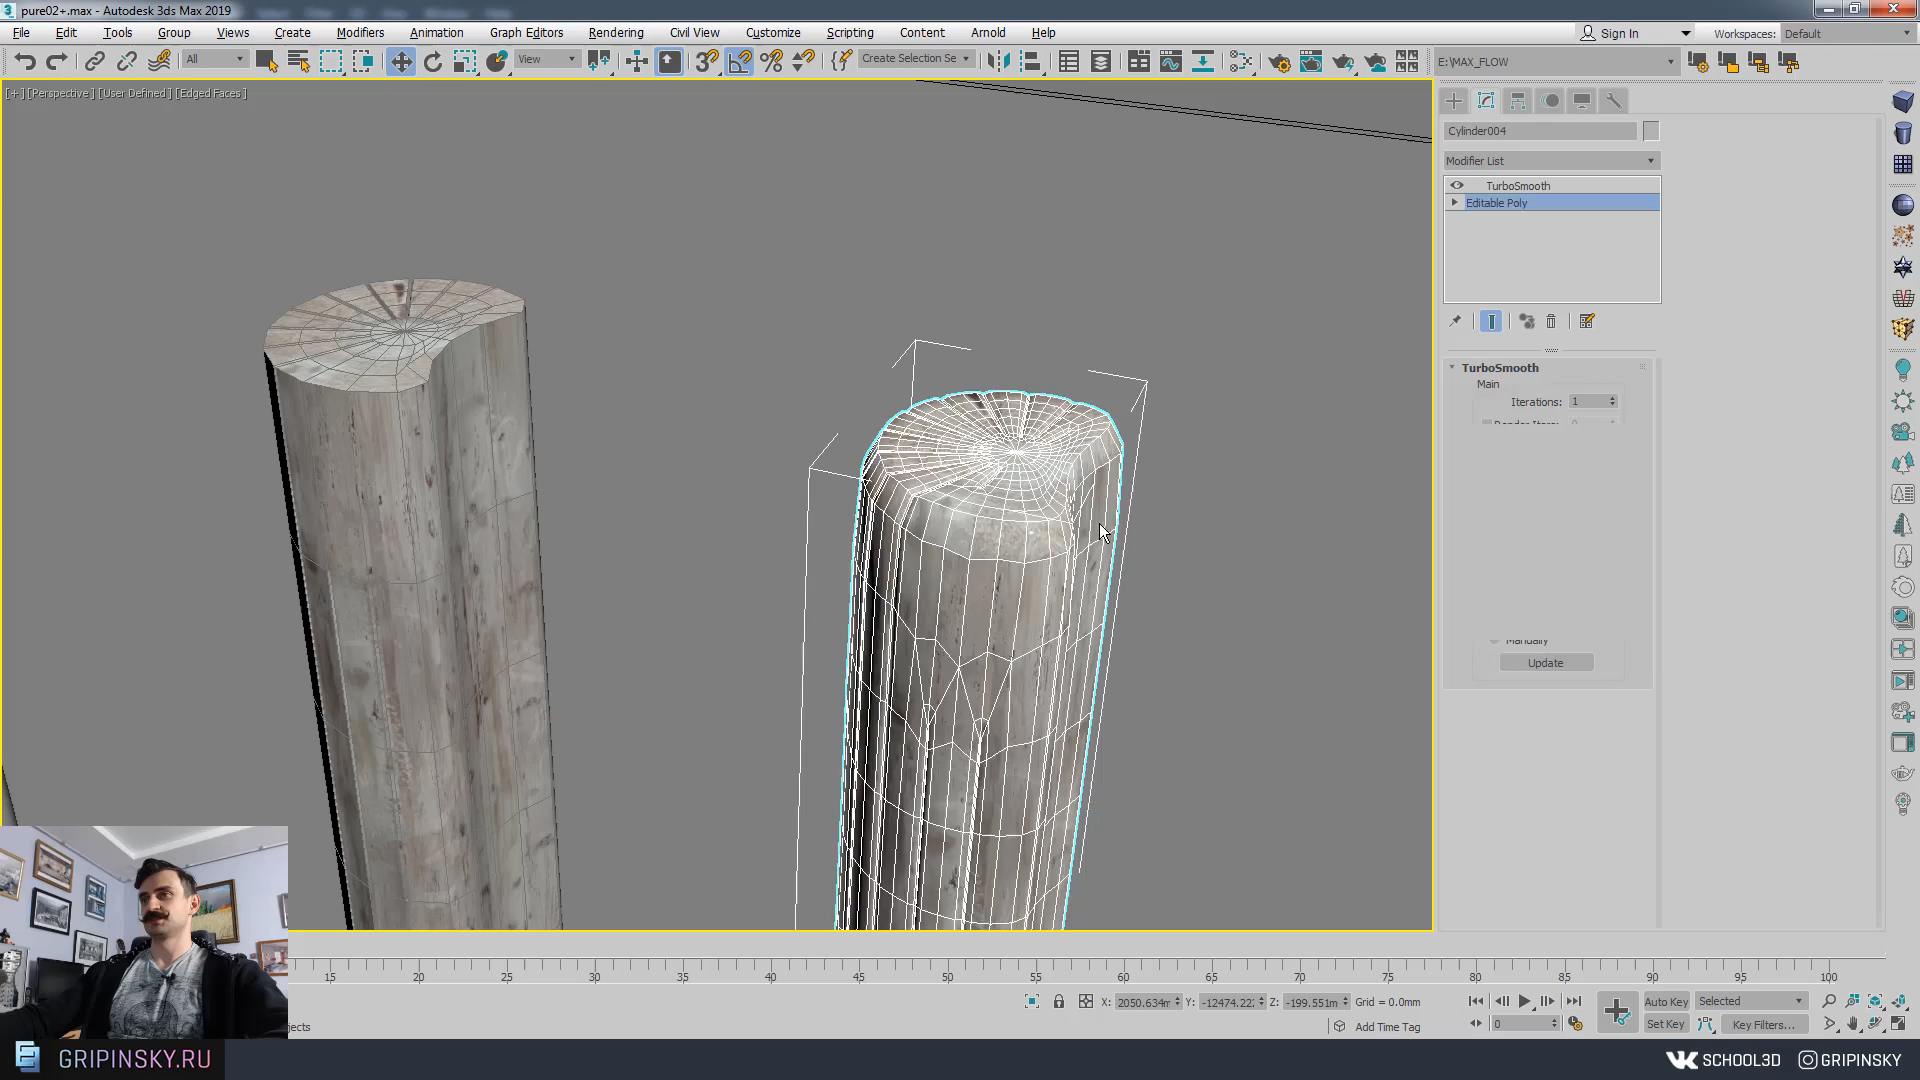 pure02+.max - Autodesk 3ds Max 2019
File Edit Tools Group Views Create Modifiers Animation Graph Editors Rendering Civil View Customize Scripting Content Arnold Help
Sign In Workspaces: Default
All View Create Selection Se E:\MAX_FLOW
[+] [Perspective] [User Defined] [Edged Faces]
Cylinder004
Modifier List
TurboSmooth
Editable Poly
TurboSmooth
Main
Iterations: 1
Manually
Update
15 20 25 30 35 40 45 50 55 60 65 70 75 80 85 90 95 100
X: 2050.634m Y: -12474.22 Z: -199.551m Grid = 0.0mm
Auto Key Selected
jects
Add Time Tag
0
Set Key Key Filters...
GRIPINSKY.RU
SCHOOL3D GRIPINSKY